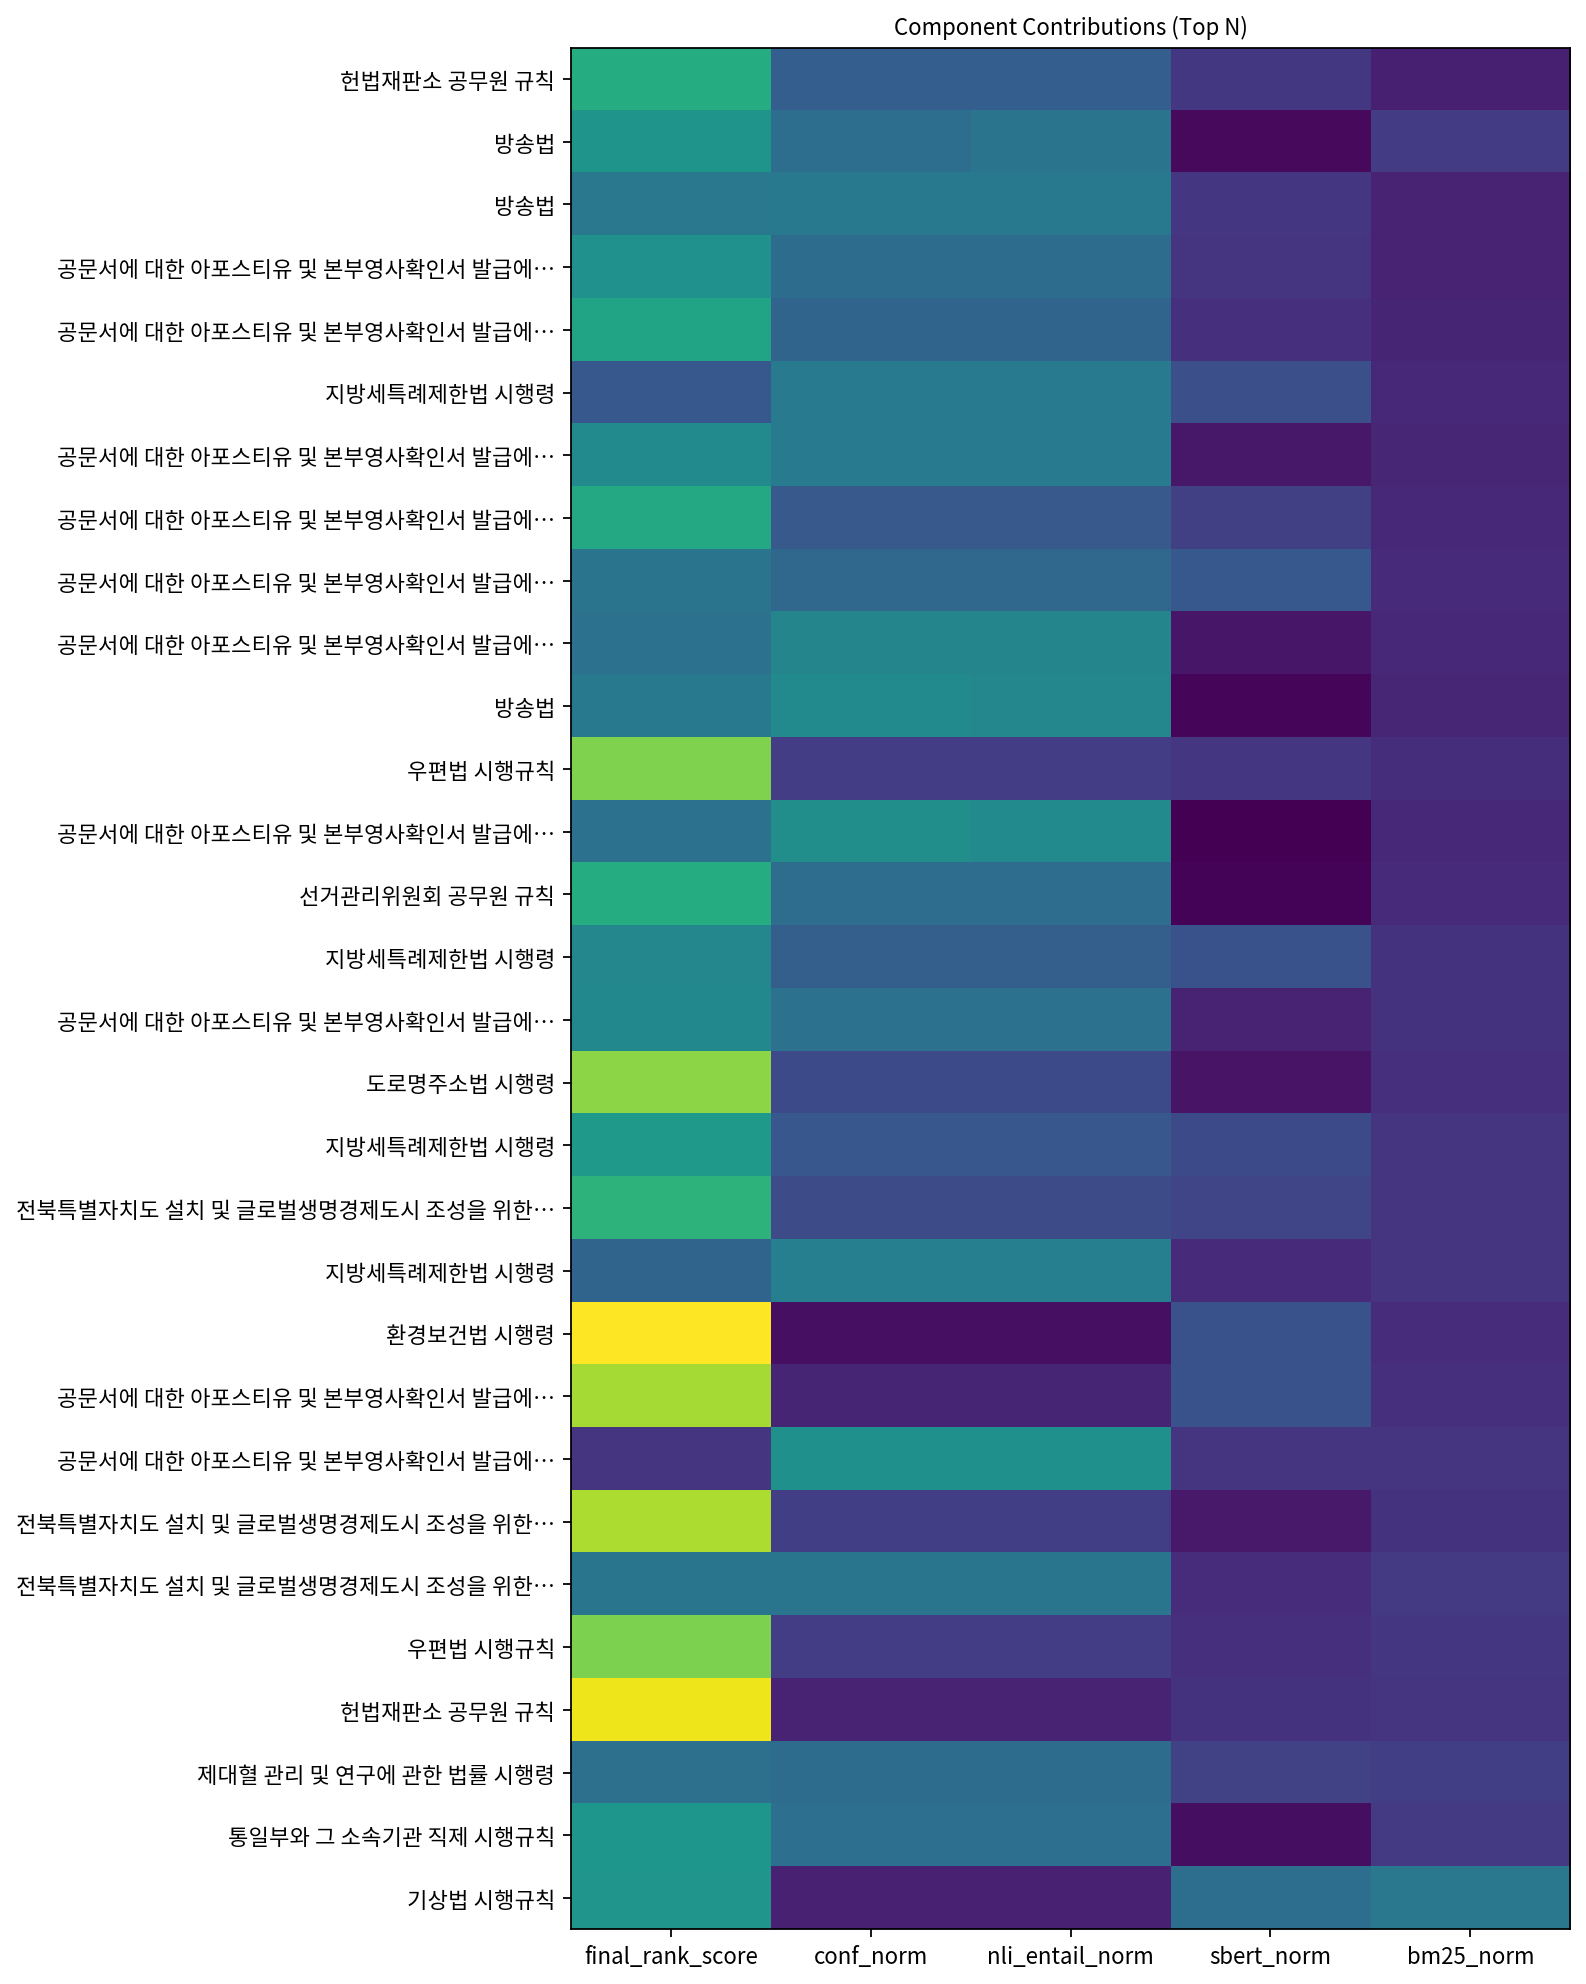 Component Contributions (Top N)
헌법재판소 공무원 규칙
방송법
방송법
공문서에 대한 아포스티유 및 본부영사확인서 발급에…
공문서에 대한 아포스티유 및 본부영사확인서 발급에…
지방세특례제한법 시행령
공문서에 대한 아포스티유 및 본부영사확인서 발급에…
공문서에 대한 아포스티유 및 본부영사확인서 발급에…
공문서에 대한 아포스티유 및 본부영사확인서 발급에…
공문서에 대한 아포스티유 및 본부영사확인서 발급에…
방송법
우편법 시행규칙
공문서에 대한 아포스티유 및 본부영사확인서 발급에…
선거관리위원회 공무원 규칙
지방세특례제한법 시행령
공문서에 대한 아포스티유 및 본부영사확인서 발급에…
도로명주소법 시행령
지방세특례제한법 시행령
전북특별자치도 설치 및 글로벌생명경제도시 조성을 위한…
지방세특례제한법 시행령
환경보건법 시행령
공문서에 대한 아포스티유 및 본부영사확인서 발급에…
공문서에 대한 아포스티유 및 본부영사확인서 발급에…
전북특별자치도 설치 및 글로벌생명경제도시 조성을 위한…
전북특별자치도 설치 및 글로벌생명경제도시 조성을 위한…
우편법 시행규칙
헌법재판소 공무원 규칙
제대혈 관리 및 연구에 관한 법률 시행령
통일부와 그 소속기관 직제 시행규칙
기상법 시행규칙
final_rank_score conf_norm nli_entail_norm sbert_norm bm25_norm